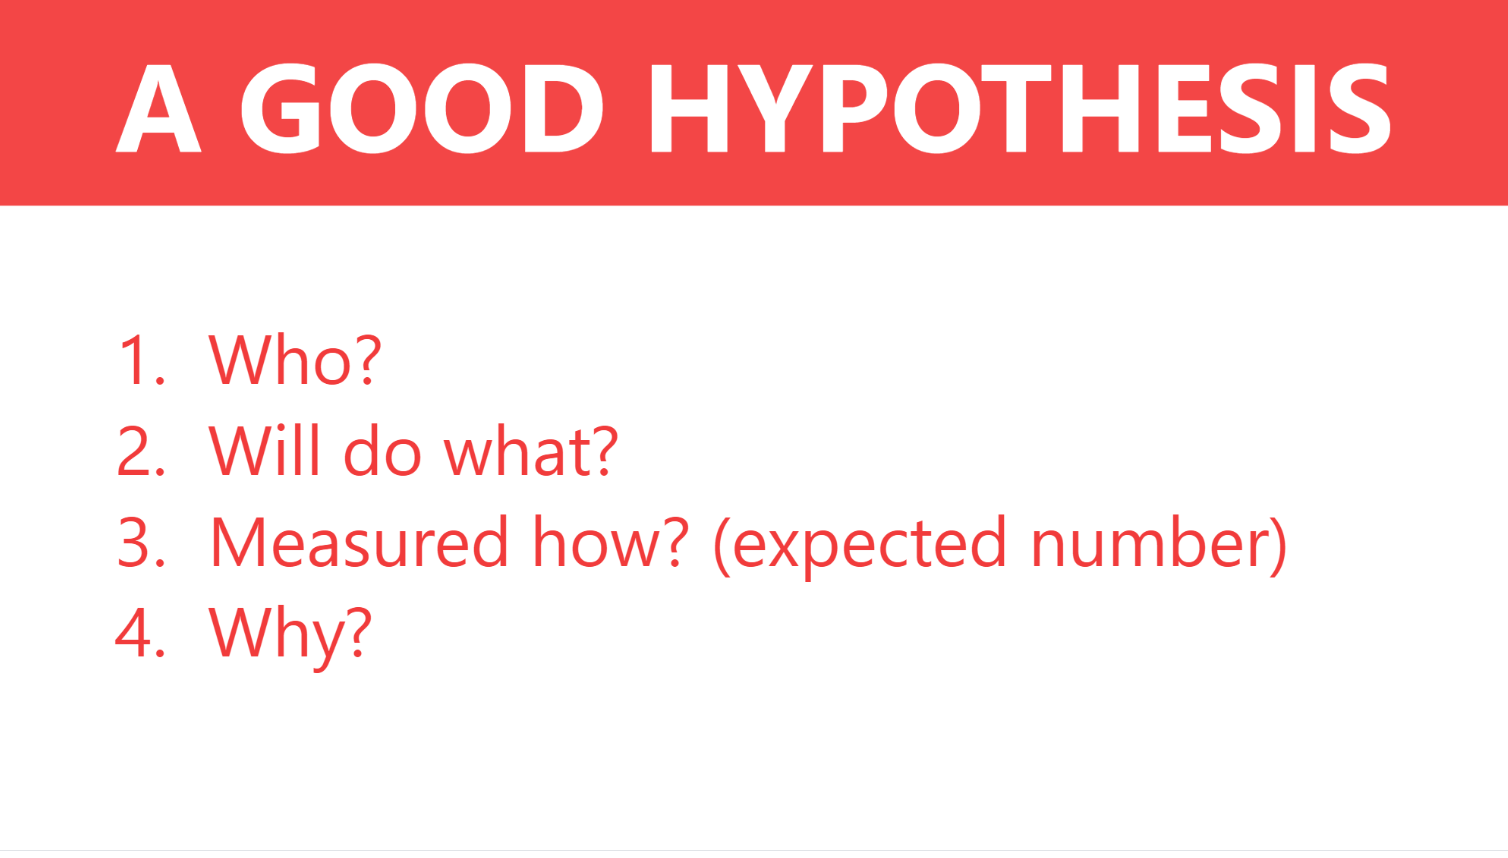 A GOOD HYPOTHESIS
1. Who?
2. Will do what?
3. Measured how? (expected number)
4. Why?